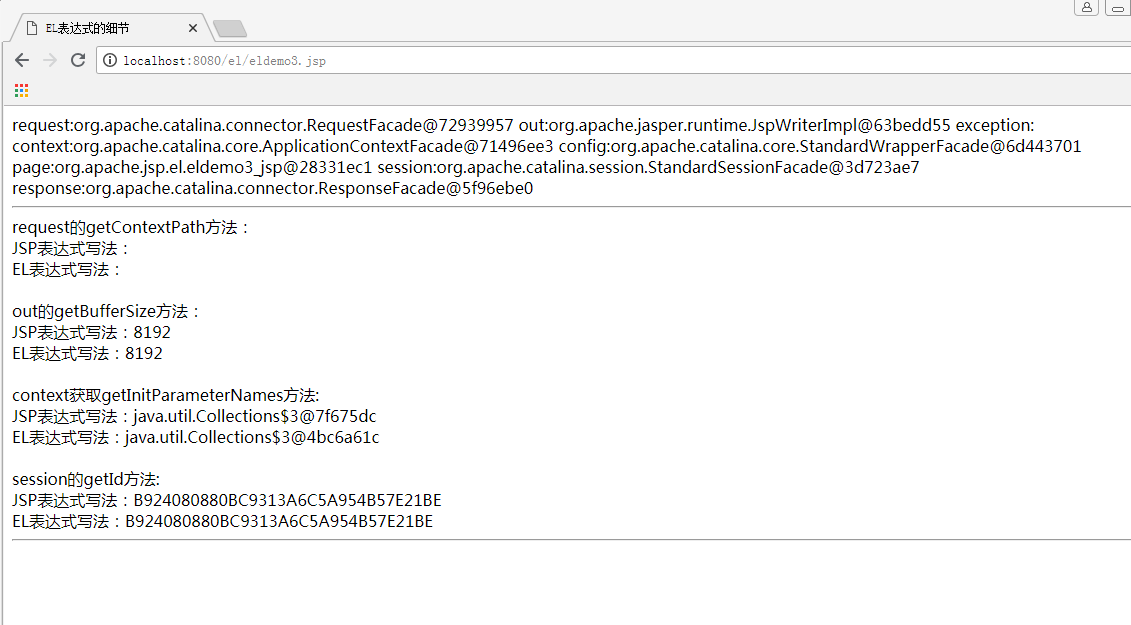 EL表达式的细节
localhost:8080/el/eldemo3.jsp
request:org.apache.catalina.connector.RequestFacade@72939957 out:org.apache.jasper.runtime.JspWriterImpl@63bedd55 exception:
context:org.apache.catalina.core.ApplicationContextFacade@71496ee3 config:org.apache.catalina.core.StandardWrapperFacade@6d443701
page:org.apache.jsp.el.eldemo3_jsp@28331ec1 session:org.apache.catalina.session.StandardSessionFacade@3d723ae7
response:org.apache.catalina.connector.ResponseFacade@5f96ebe0
request的getContextPath方法：
JSP表达式写法：
EL表达式写法：
out的getBufferSize方法：
JSP表达式写法：8192
EL表达式写法：8192
context获取getInitParameterNames方法:
JSP表达式写法：java.util.Collections$3@7f675dc
EL表达式写法：java.util.Collections$3@4bc6a61c
session的getId方法:
JSP表达式写法：B924080880BC9313A6C5A954B57E21BE
EL表达式写法：B924080880BC9313A6C5A954B57E21BE